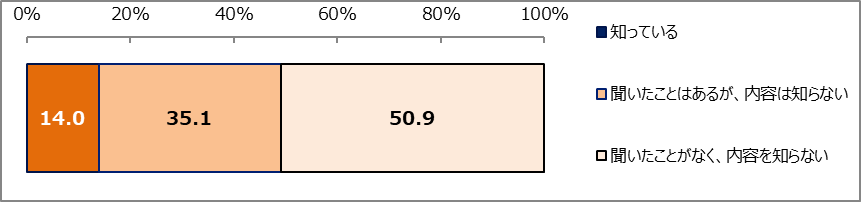 0% 20% 40% 60% 80% 100%
知っている
聞いたことはあるが、内容は知らない
聞いたことがなく、内容を知らない
14.0 35.1 50.9